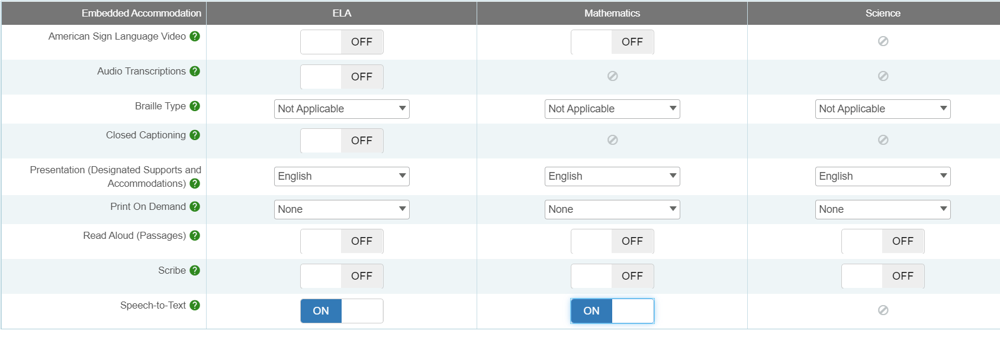 Embedded Accommodation ELA Mathematics Science
American Sign Language Video ? OFF OFF
Audio Transcriptions ? OFF
Braille Type ? Not Applicable Not Applicable Not Applicable
Closed Captioning ? OFF
Presentation (Designated Supports and
Accommodations) ? English English English
Print On Demand ? None None None
Read Aloud (Passages) ? OFF OFF OFF
Scribe ? OFF OFF OFF
Speech-to-Text ? ON ON